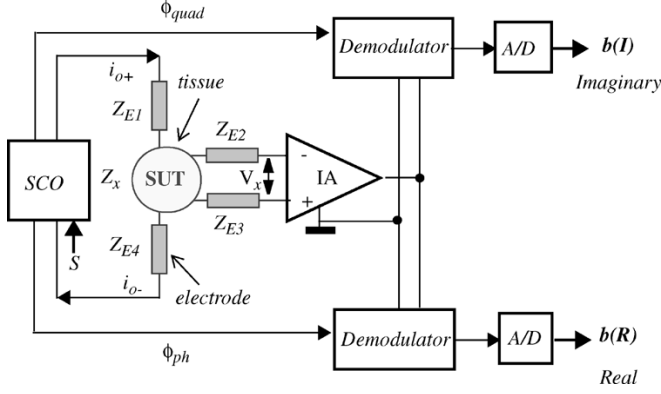 ϕquad
Demodulator
A/D
b(I)
Imaginary
io+
tissue
ZE1
ZE2
SCO
Zx
SUT
Vx
-
+
IA
S
ZE4
ZE3
io-
electrode
ϕph
Demodulator
A/D
b(R)
Real